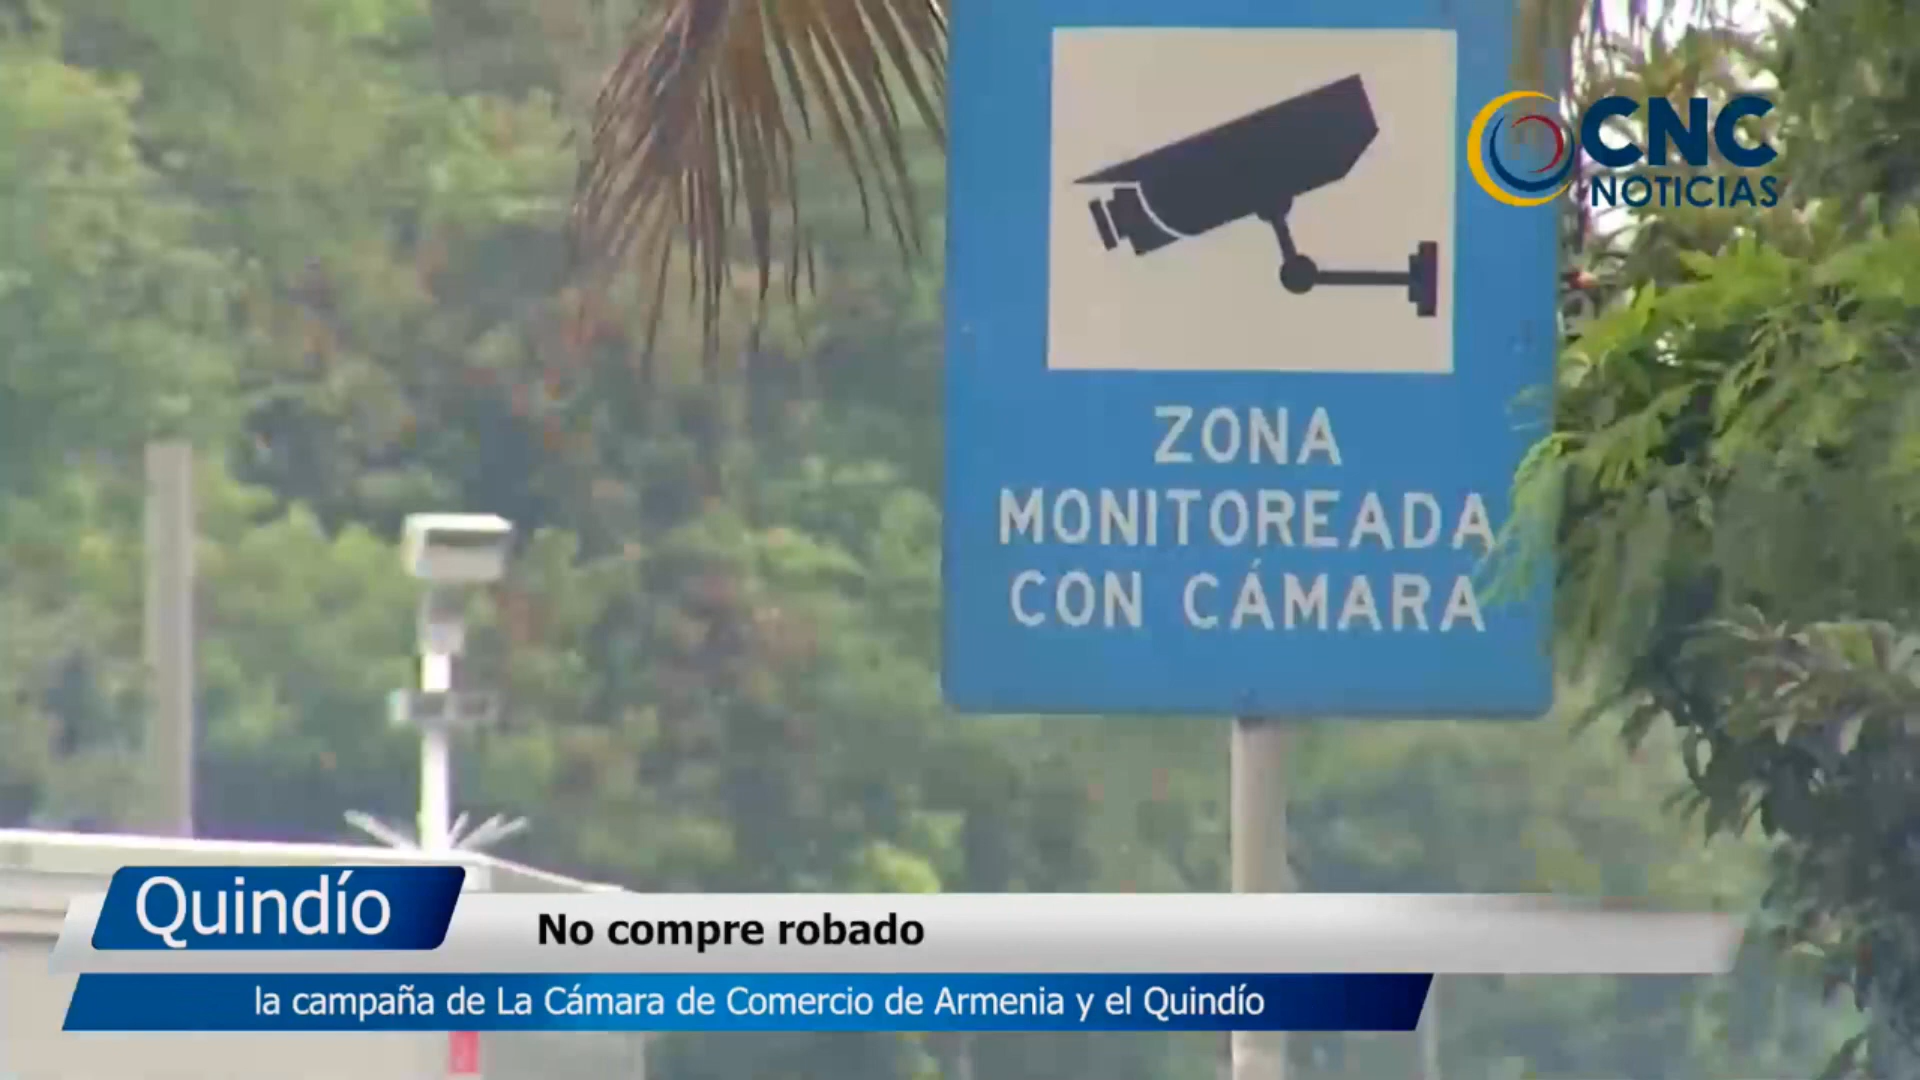 CNC
NOTICIAS
ZONA
MONITOREADA
CON CÁMARA
Quindío
No compre robado
la campaña de La Cámara de Comercio de Armenia y el Quindío